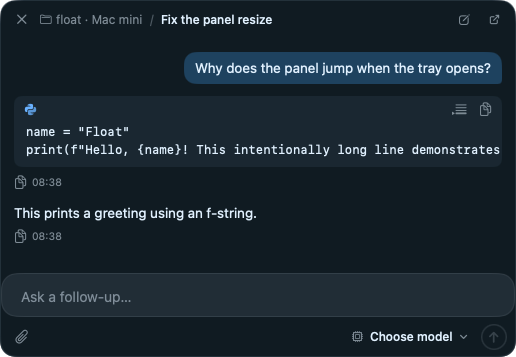 float · Mac mini / Fix the panel resize
Why does the panel jump when the tray opens?
name = "Float"
print(f"Hello, {name}! This intentionally long line demonstrates
08:38
This prints a greeting using an f-string.
08:38
Ask a follow-up...
Choose model